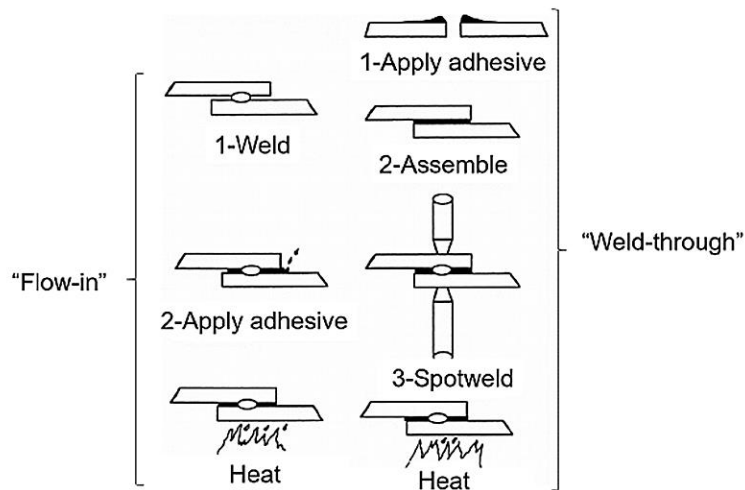 “Flow-in”
1-Weld
2-Apply adhesive
Heat
1-Apply adhesive
2-Assemble
3-Spotweld
Heat
“Weld-through”